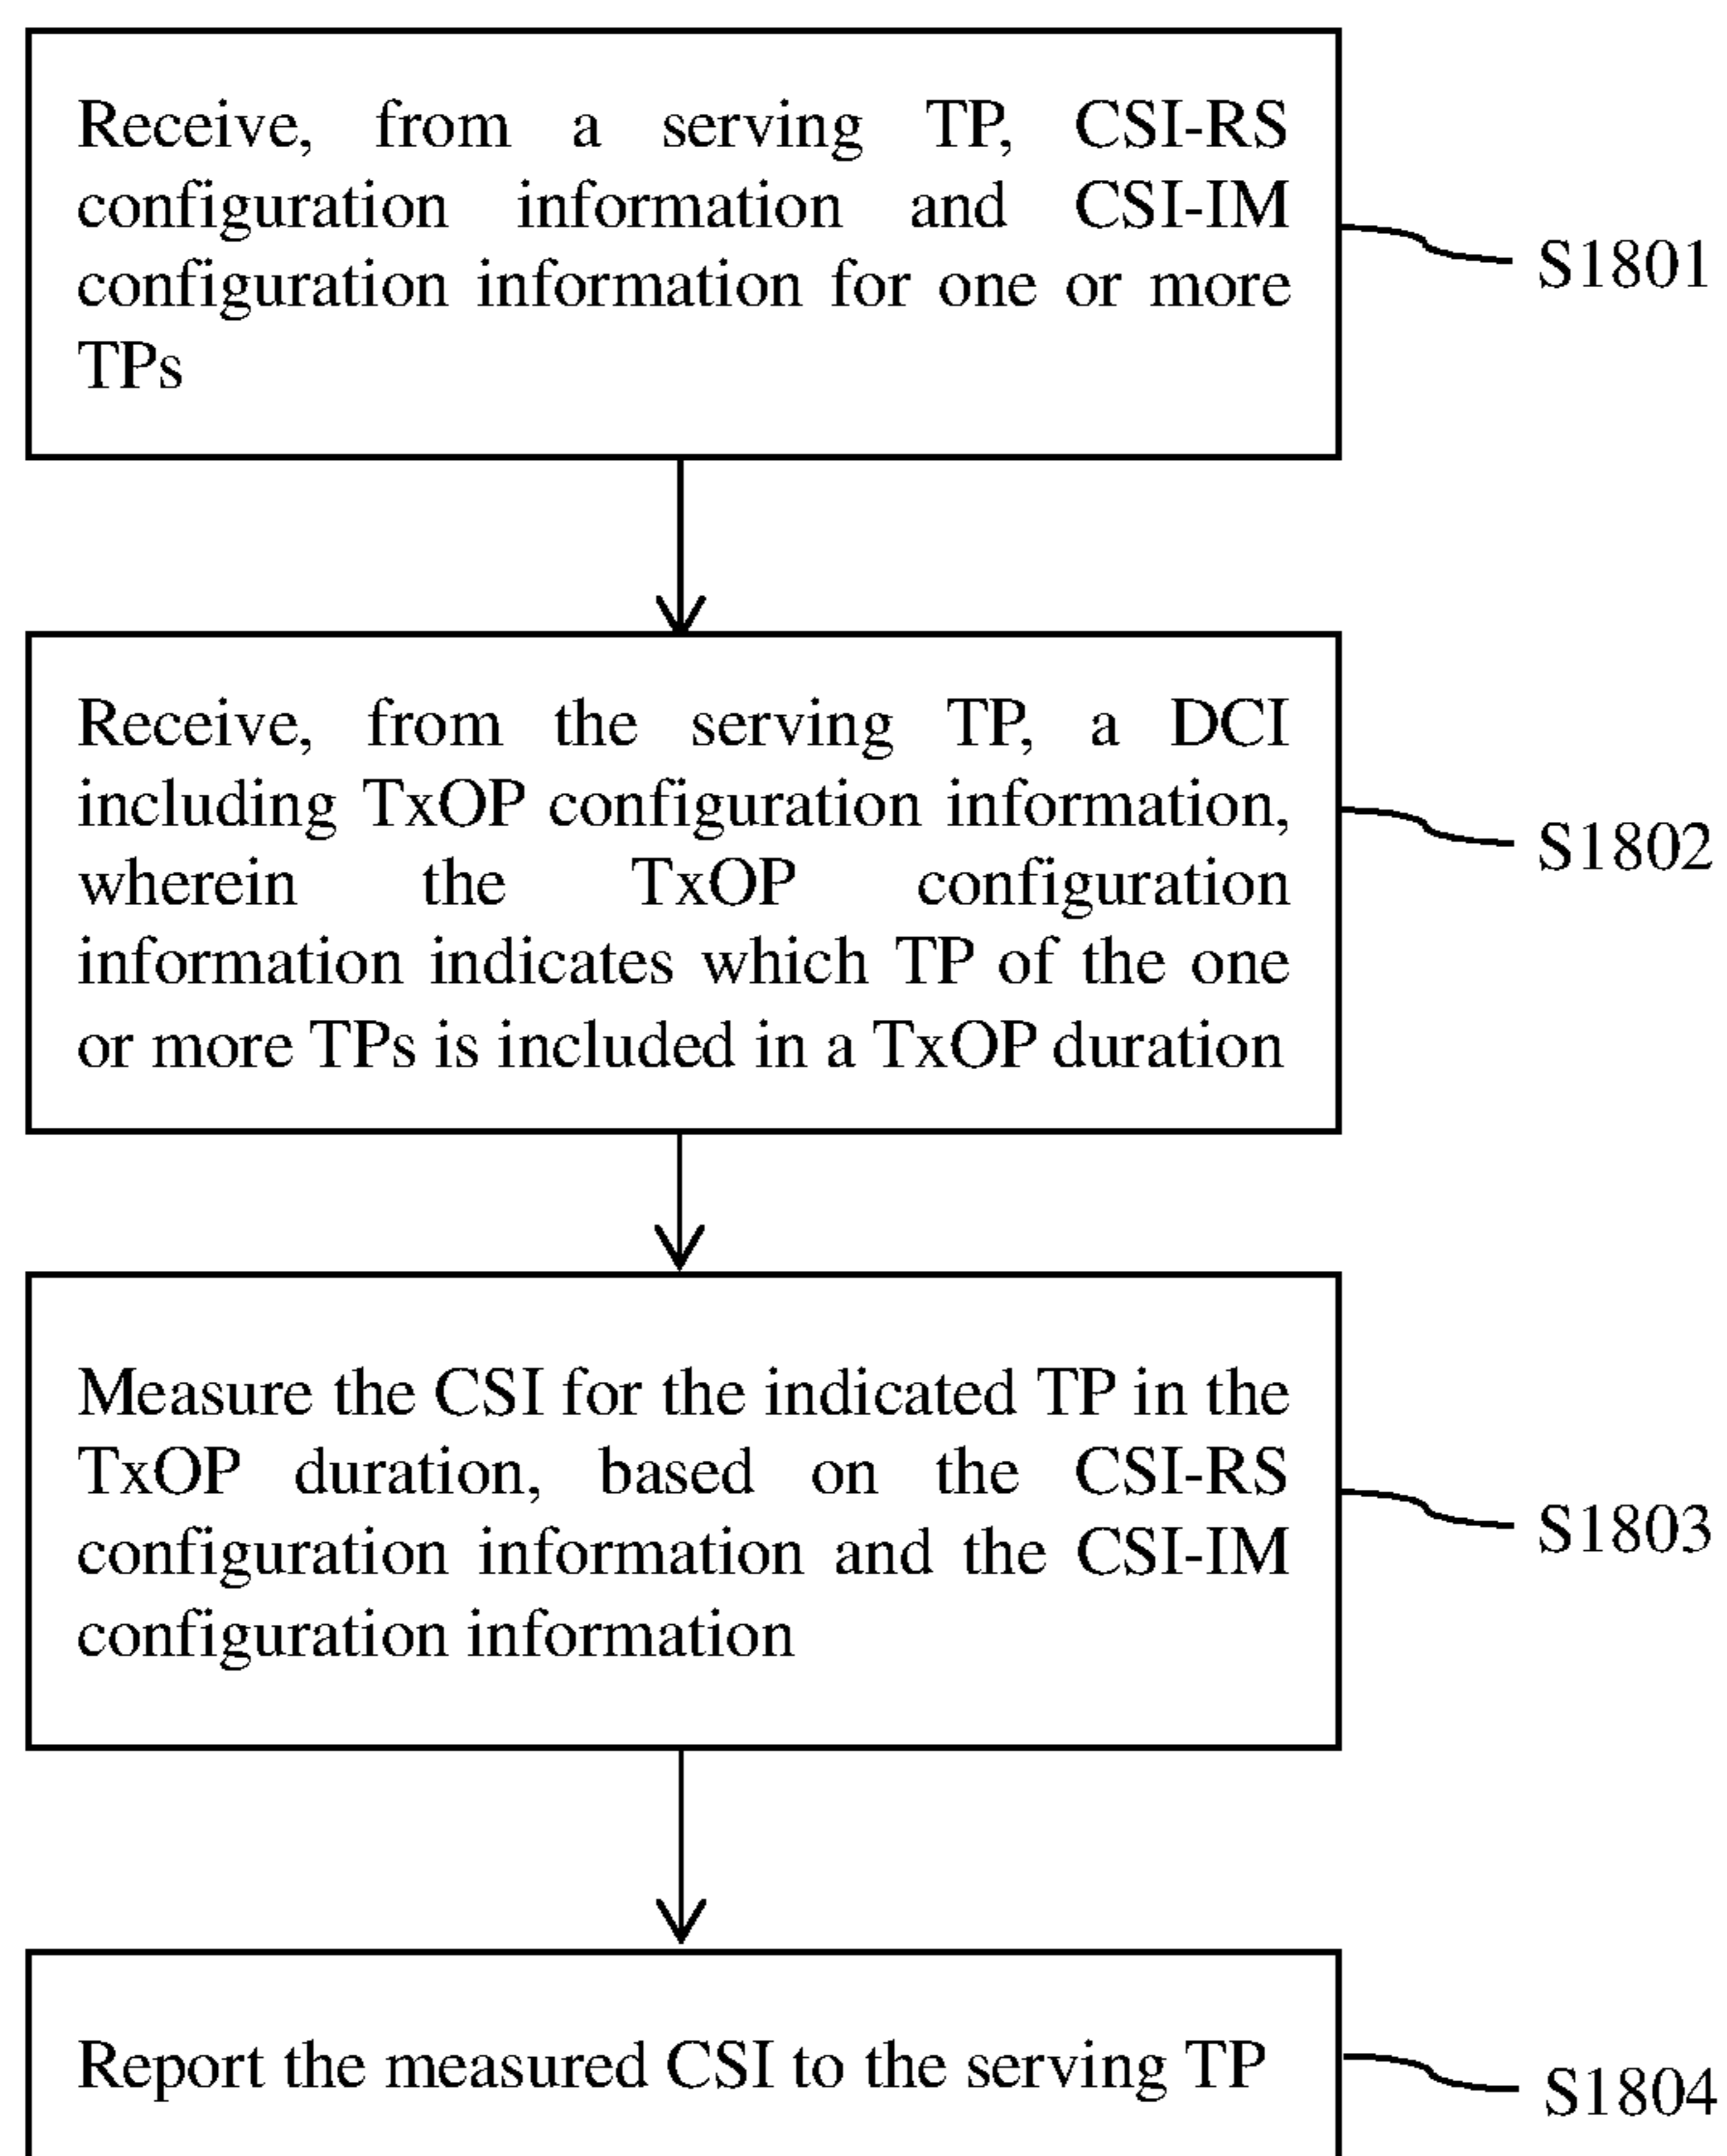 Receive, from a serving TP, CSI-RS
configuration information and CSI-IM
configuration information for one or more
TPs
S1801
Receive, from the serving TP, a DCI
including TxOP configuration information,
wherein the TxOP configuration
information indicates which TP of the one
or more TPs is included in a TxOP duration
S1802
Measure the CSI for the indicated TP in the
TxOP duration, based on the CSI-RS
configuration information and the CSI-IM
configuration information
S1803
Report the measured CSI to the serving TP
S1804